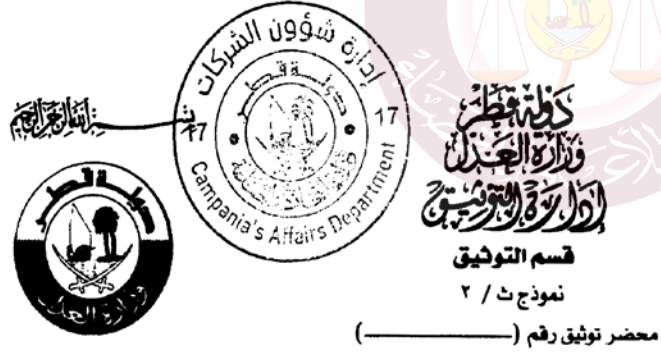 بسم الله الرحمن الرحيم
إدارة شؤون الشركات
دولة قطر
17 17
Campania's Affairs Department
دولة قطر
وزارة العدل
دولة قطر
وزارة العدل
إدارة التوثيق
قسم التوثيق
نموذج ث / ٢
محضر توثيق رقم (————)